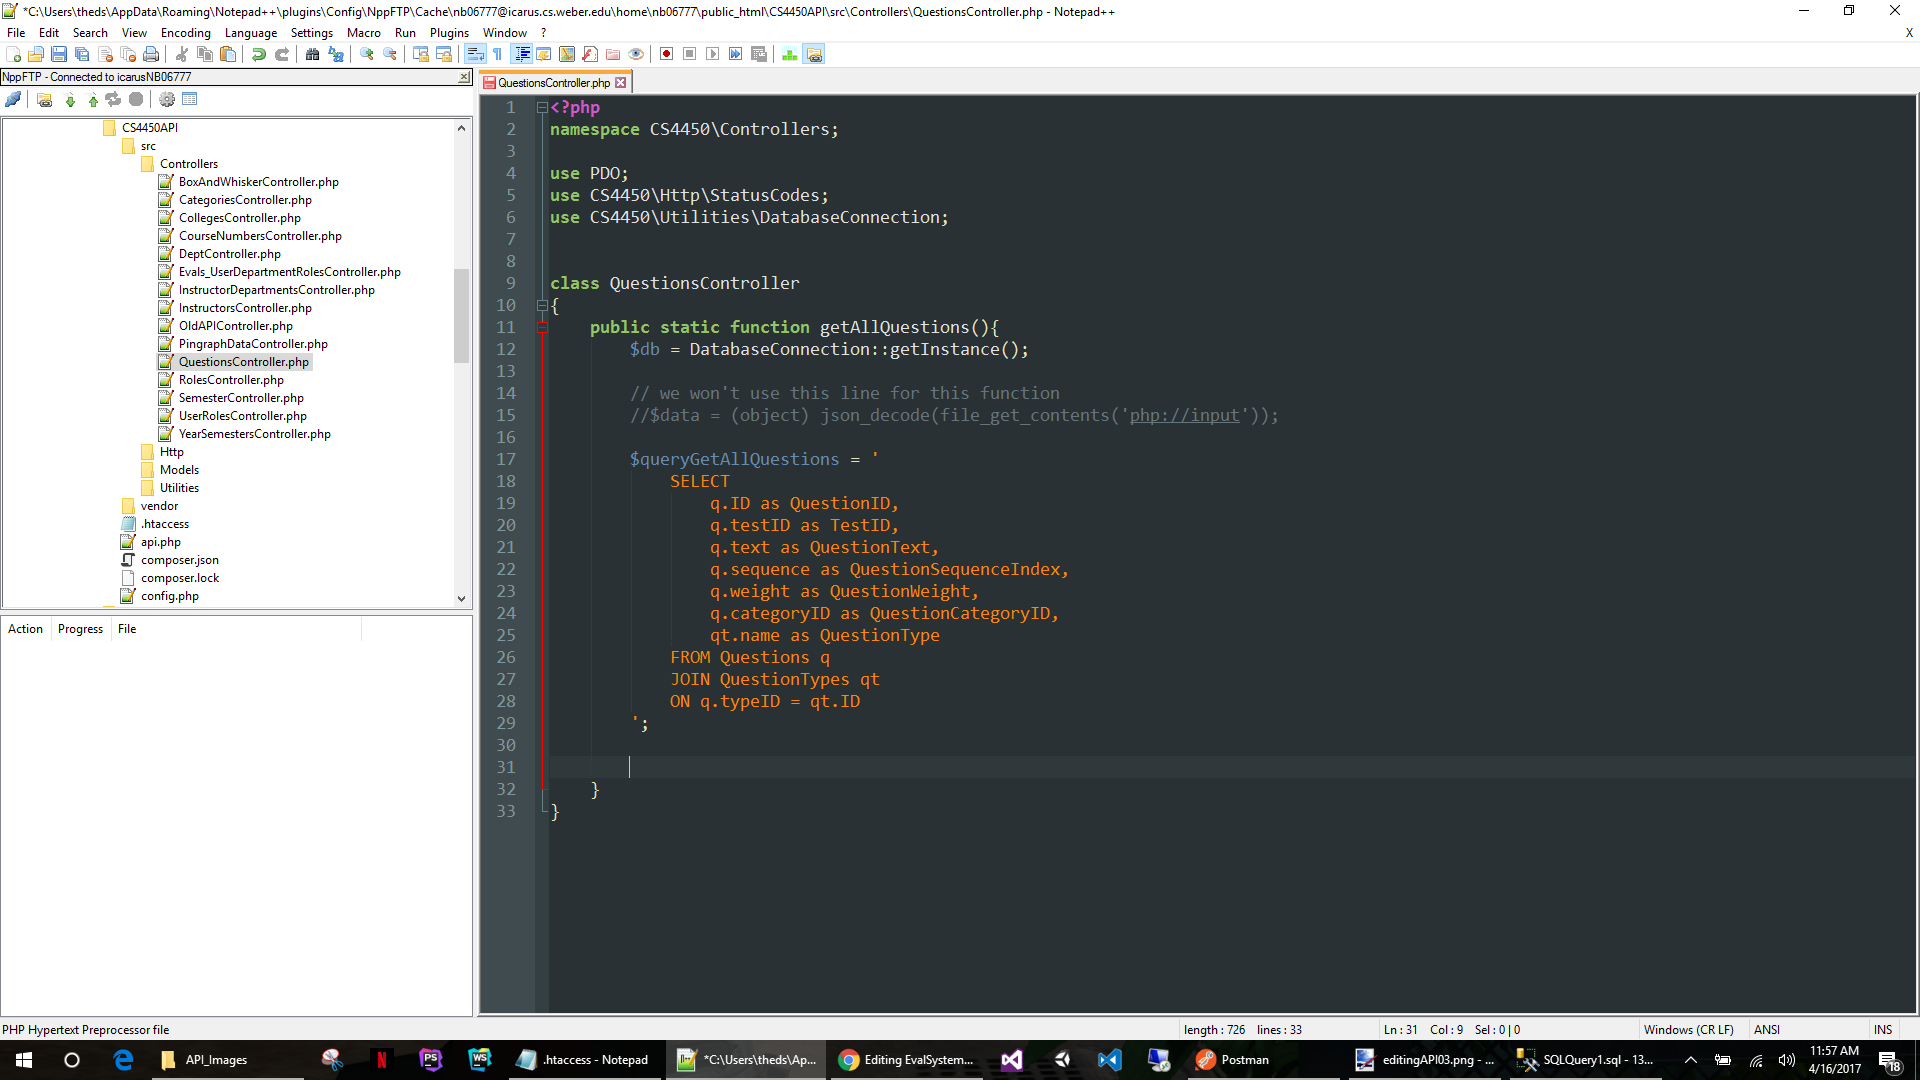 *C:\Users\theds\AppData\Roaming\Notepad++\plugins\Config\NppFTP\Cache\nb06777@icarus.cs.weber.edu\home\nb06777\public_html\CS4450API\src\Controllers\QuestionsController.php - Notepad++
File Edit Search View Encoding Language Settings Macro Run Plugins Window ? X
NppFTP - Connected to icarusNB06777
QuestionsController.php
CS4450API
src
Controllers
BoxAndWhiskerController.php
CategoriesController.php
CollegesController.php
CourseNumbersController.php
DeptController.php
Evals_UserDepartmentRolesController.php
InstructorDepartmentsController.php
InstructorsController.php
OldAPIController.php
PingraphDataController.php
QuestionsController.php
RolesController.php
SemesterController.php
UserRolesController.php
YearSemestersController.php
Http
Models
Utilities
vendor
.htaccess
api.php
composer.json
composer.lock
config.php
Action Progress File
1 <?php
2 namespace CS4450\Controllers;
3
4 use PDO;
5 use CS4450\Http\StatusCodes;
6 use CS4450\Utilities\DatabaseConnection;
7
8
9 class QuestionsController
10 {
11 public static function getAllQuestions(){
12 $db = DatabaseConnection::getInstance();
13
14 // we won't use this line for this function
15 //$data = (object) json_decode(file_get_contents('php://input'));
16
17 $queryGetAllQuestions = '
18 SELECT
19 q.ID as QuestionID,
20 q.testID as TestID,
21 q.text as QuestionText,
22 q.sequence as QuestionSequenceIndex,
23 q.weight as QuestionWeight,
24 q.categoryID as QuestionCategoryID,
25 qt.name as QuestionType
26 FROM Questions q
27 JOIN QuestionTypes qt
28 ON q.typeID = qt.ID
29 ';
30
31
32 }
33 }
PHP Hypertext Preprocessor file length : 726 lines : 33 Ln : 31 Col : 9 Sel : 0 | 0 Windows (CR LF) ANSI INS
API_Images N PS WS .htaccess - Notepad *C:\Users\theds\Ap... Editing EvalSystem... Postman editingAPI03.png - ... SQLQuery1.sql - 13... 11:57 AM
4/16/2017 18